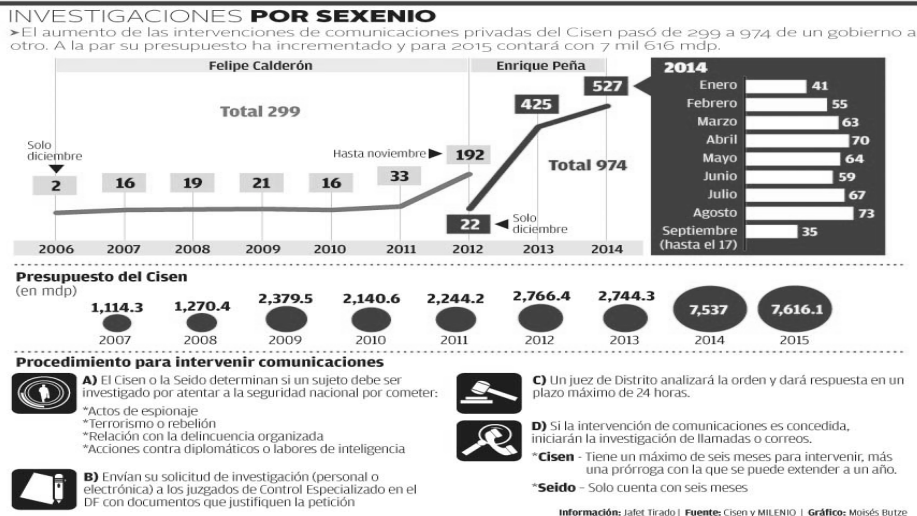 INVESTIGACIONES POR SEXENIO
➤El aumento de las intervenciones de comunicaciones privadas del Cisen pasó de 299 a 974 de un gobierno a
otro. A la par su presupuesto ha incrementado y para 2015 contará con 7 mil 616 mdp.
Felipe Calderón
Enrique Peña
Total 299
Total 974
Solo
diciembre
Hasta noviembre
Solo
diciembre
2 16 19 21 16 33 192
22 425 527
2006 2007 2008 2009 2010 2011 2012 2013 2014
2014
Enero 41
Febrero 55
Marzo 63
Abril 70
Mayo 64
Junio 59
Julio 67
Agosto 73
Septiembre 35
(hasta el 17)
Presupuesto del Cisen
(en mdp)
1,114.3 1,270.4 2,379.5 2,140.6 2,244.2 2,766.4 2,744.3 7,537 7,616.1
2007 2008 2009 2010 2011 2012 2013 2014 2015
Procedimiento para intervenir comunicaciones
A) El Cisen o la Seido determinan si un sujeto debe ser
investigado por atentar a la seguridad nacional por cometer:
*Actos de espionaje
*Terrorismo o rebelión
*Relación con la delincuencia organizada
*Acciones contra diplomáticos o labores de inteligencia
B) Envían su solicitud de investigación (personal o
electrónica) a los juzgados de Control Especializado en el
DF con documentos que justifiquen la petición
C) Un juez de Distrito analizará la orden y dará respuesta en un
plazo máximo de 24 horas.
D) Si la intervención de comunicaciones es concedida,
iniciarán la investigación de llamadas o correos.
*Cisen - Tiene un máximo de seis meses para intervenir, más
una prórroga con la que se puede extender a un año.
*Seido - Solo cuenta con seis meses
Información: Jafet Tirado | Fuente: Cisen y MILENIO | Gráfico: Moisés Butze